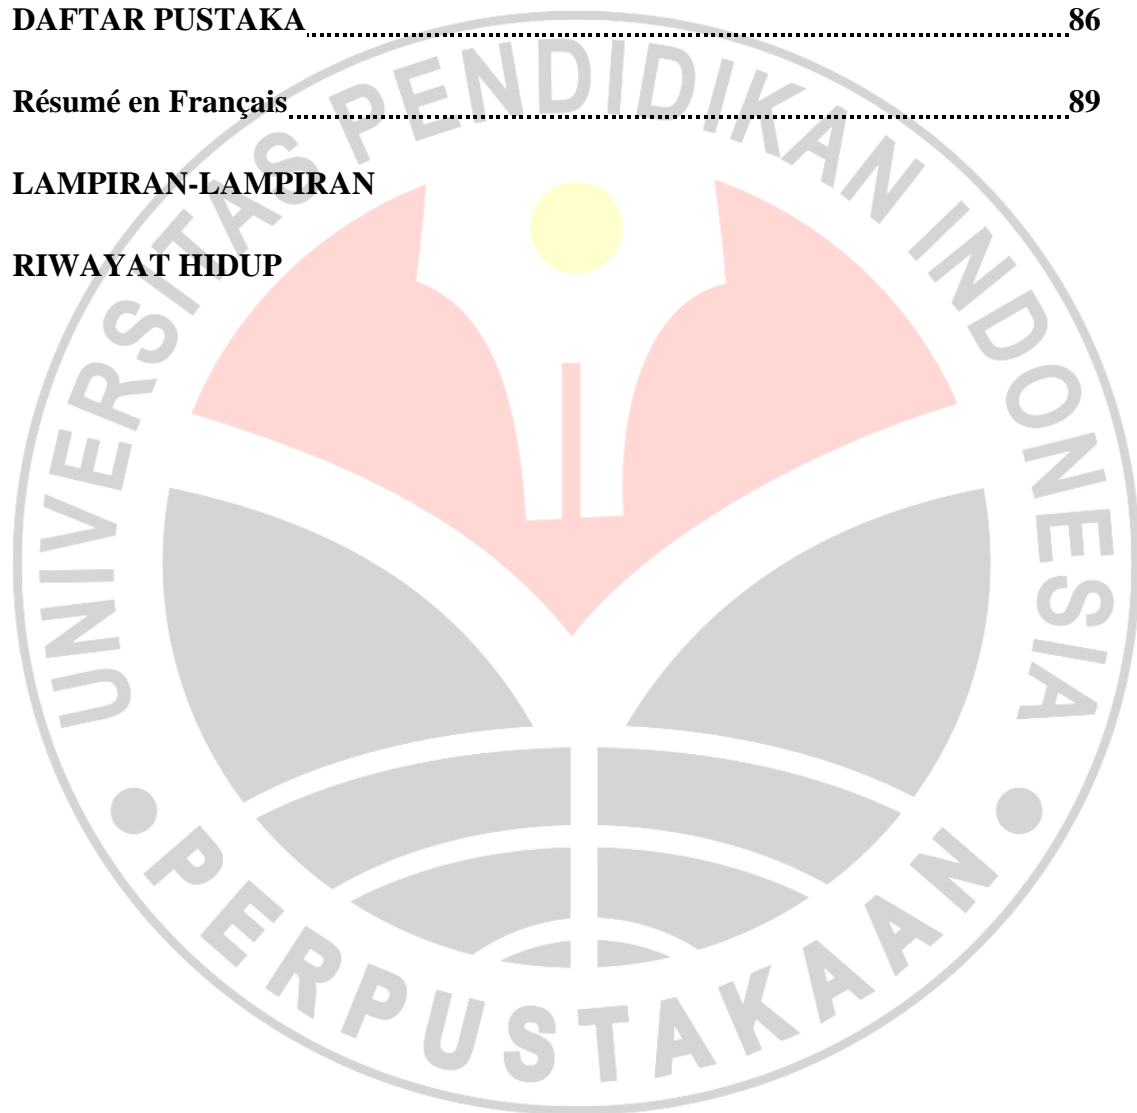 DAFTAR PUSTAKA........................................................................86
Résumé en Français........................................................................89
LAMPIRAN-LAMPIRAN
RIWAYAT HIDUP
UNIVERSITAS PENDIDIKAN INDONESIA
PERPUSTAKAAN